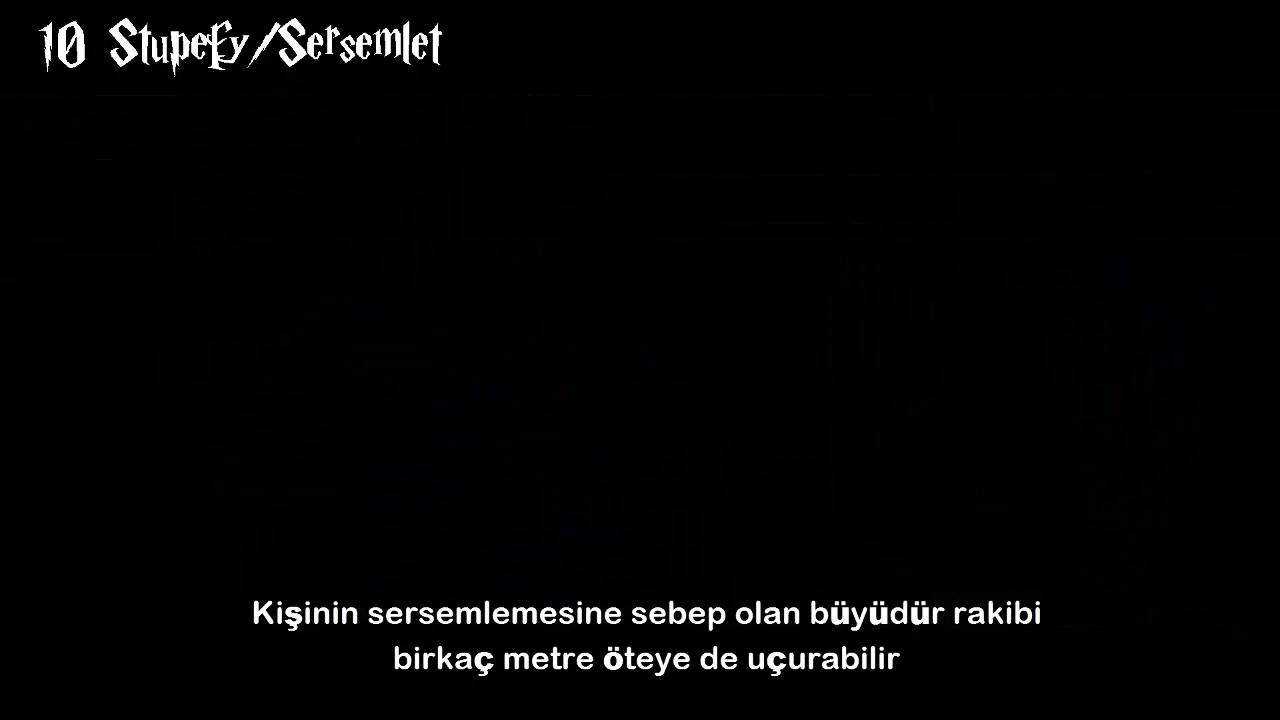 10 Stupefy/Sersemlet
Kişinin sersemlemesine sebep olan büyüdür rakibi
birkaç metre öteye de uçurabilir